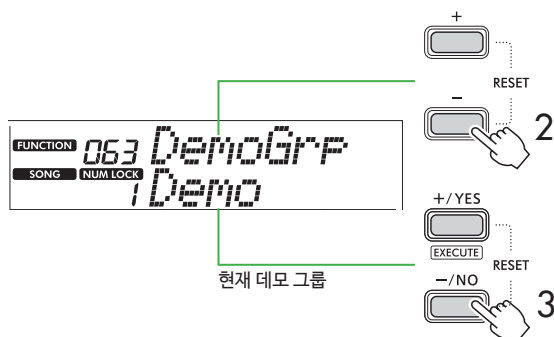 +
RESET
-
2
FUNCTION 063 DemoGrp
SONG NUM LOCK 1 Demo
+/YES
EXECUTE
RESET
-/NO
3
현재 데모 그룹